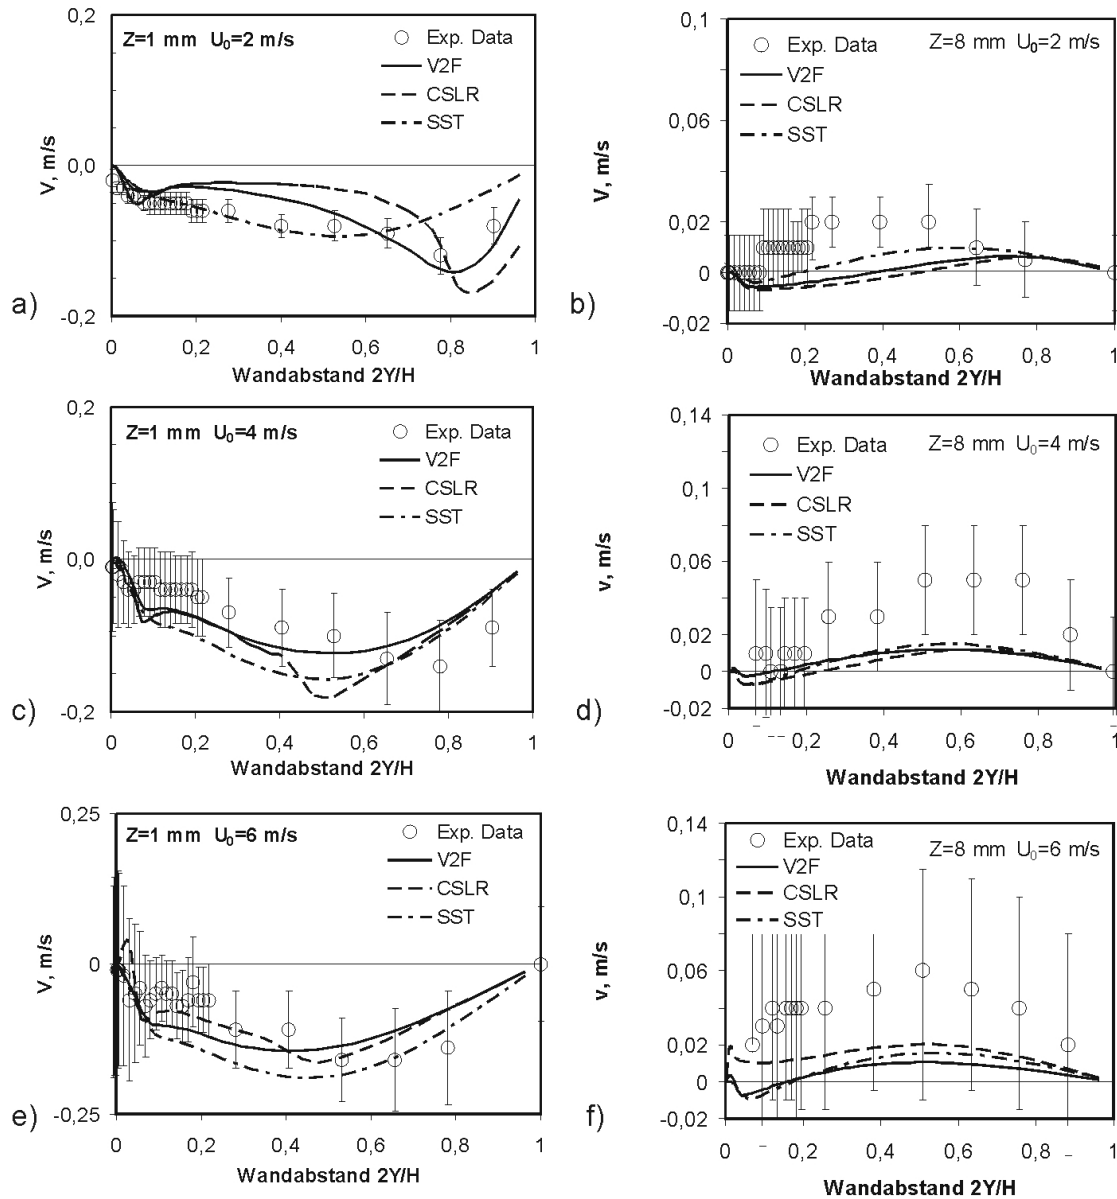 Z=1 mm U₀=2 m/s
Exp. Data
V2F
CSLR
SST
0,2
0,0
-0,2
V, m/s
0 0,2 0,4 0,6 0,8 1
Wandabstand 2Y/H
a)
Z=8 mm U₀=2 m/s
Exp. Data
V2F
CSLR
SST
0,1
0,06
0,02
0
-0,02
V, m/s
0 0,2 0,4 0,6 0,8 1
Wandabstand 2Y/H
b)
Z=1 mm U₀=4 m/s
Exp. Data
V2F
CSLR
SST
0,2
0,0
-0,2
V, m/s
0 0,2 0,4 0,6 0,8 1
Wandabstand 2Y/H
c)
Z=8 mm U₀=4 m/s
Exp. Data
V2F
CSLR
SST
0,14
0,1
0,06
0,02
0
-0,02
v, m/s
0 0,2 0,4 0,6 0,8 1
Wandabstand 2Y/H
d)
Z=1 mm U₀=6 m/s
Exp. Data
V2F
CSLR
SST
0,25
0
-0,25
V, m/s
0 0,2 0,4 0,6 0,8 1
Wandabstand 2Y/H
e)
Z=8 mm U₀=6 m/s
Exp. Data
V2F
CSLR
SST
0,14
0,1
0,06
0,02
0
-0,02
v, m/s
0 0,2 0,4 0,6 0,8 1
Wandabstand 2Y/H
f)